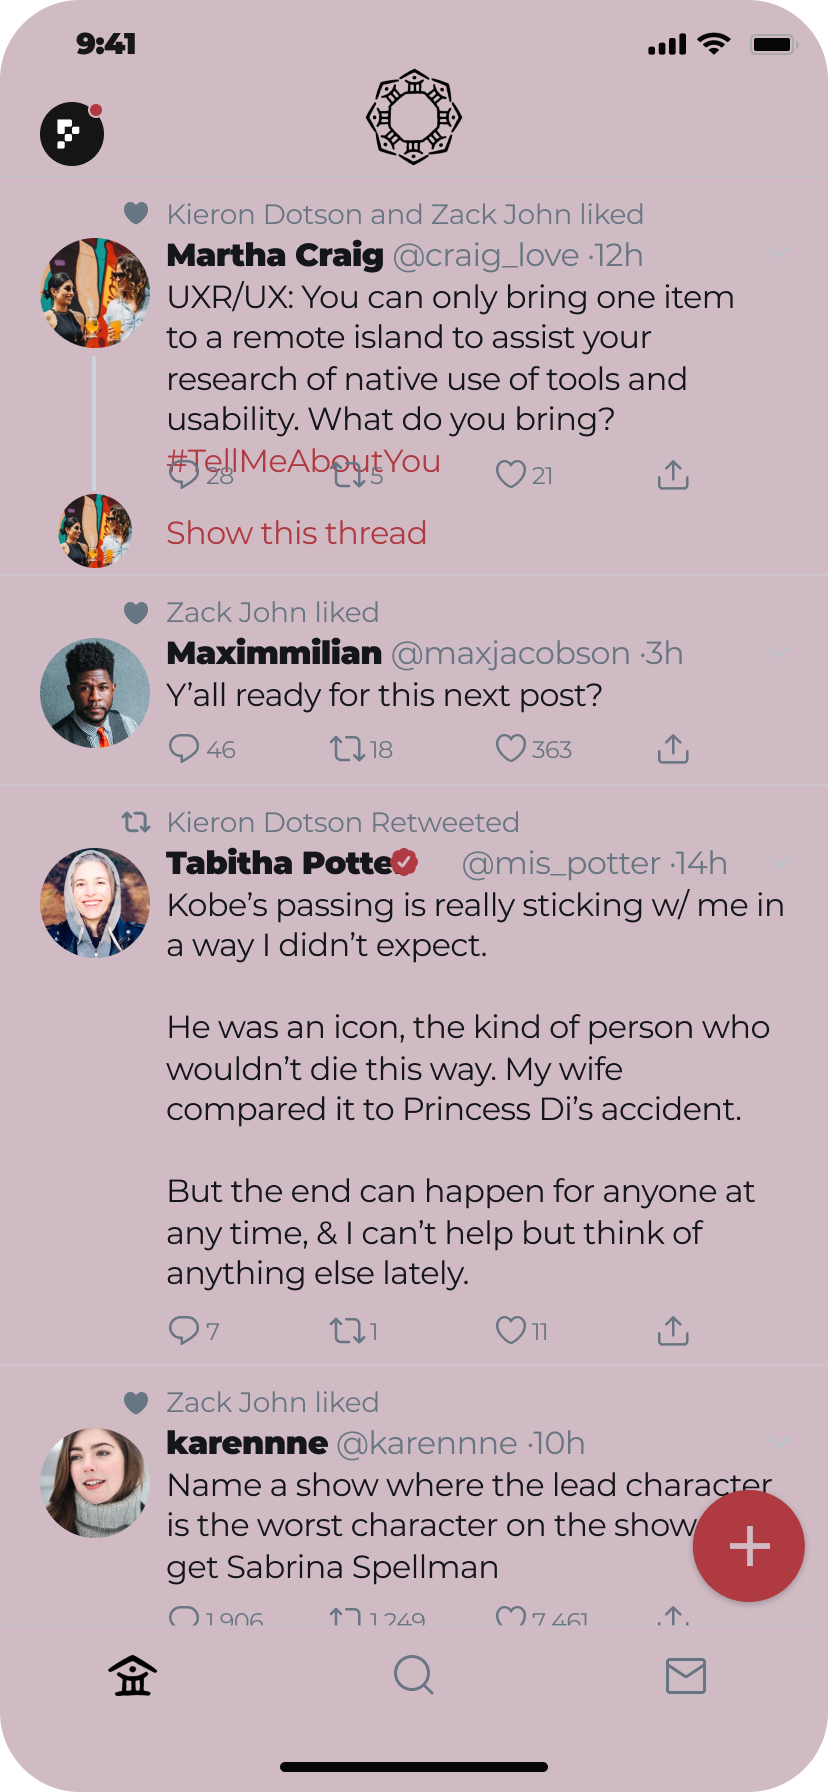 9:41
Kieron Dotson and Zack John liked
Martha Craig @craig_love ·12h
UXR/UX: You can only bring one item
to a remote island to assist your
research of native use of tools and
usability. What do you bring?
#TellMeAboutYou
28 5 21
Show this thread
Zack John liked
Maximmilian @maxjacobson ·3h
Y’all ready for this next post?
46 18 363
Kieron Dotson Retweeted
Tabitha Potte @mis_potter ·14h
Kobe’s passing is really sticking w/ me in
a way I didn’t expect.
He was an icon, the kind of person who
wouldn’t die this way. My wife
compared it to Princess Di’s accident.
But the end can happen for anyone at
any time, & I can’t help but think of
anything else lately.
7 1 11
Zack John liked
karennne @karennne ·10h
Name a show where the lead character
is the worst character on the show
get Sabrina Spellman
1.906 1.249 7.461